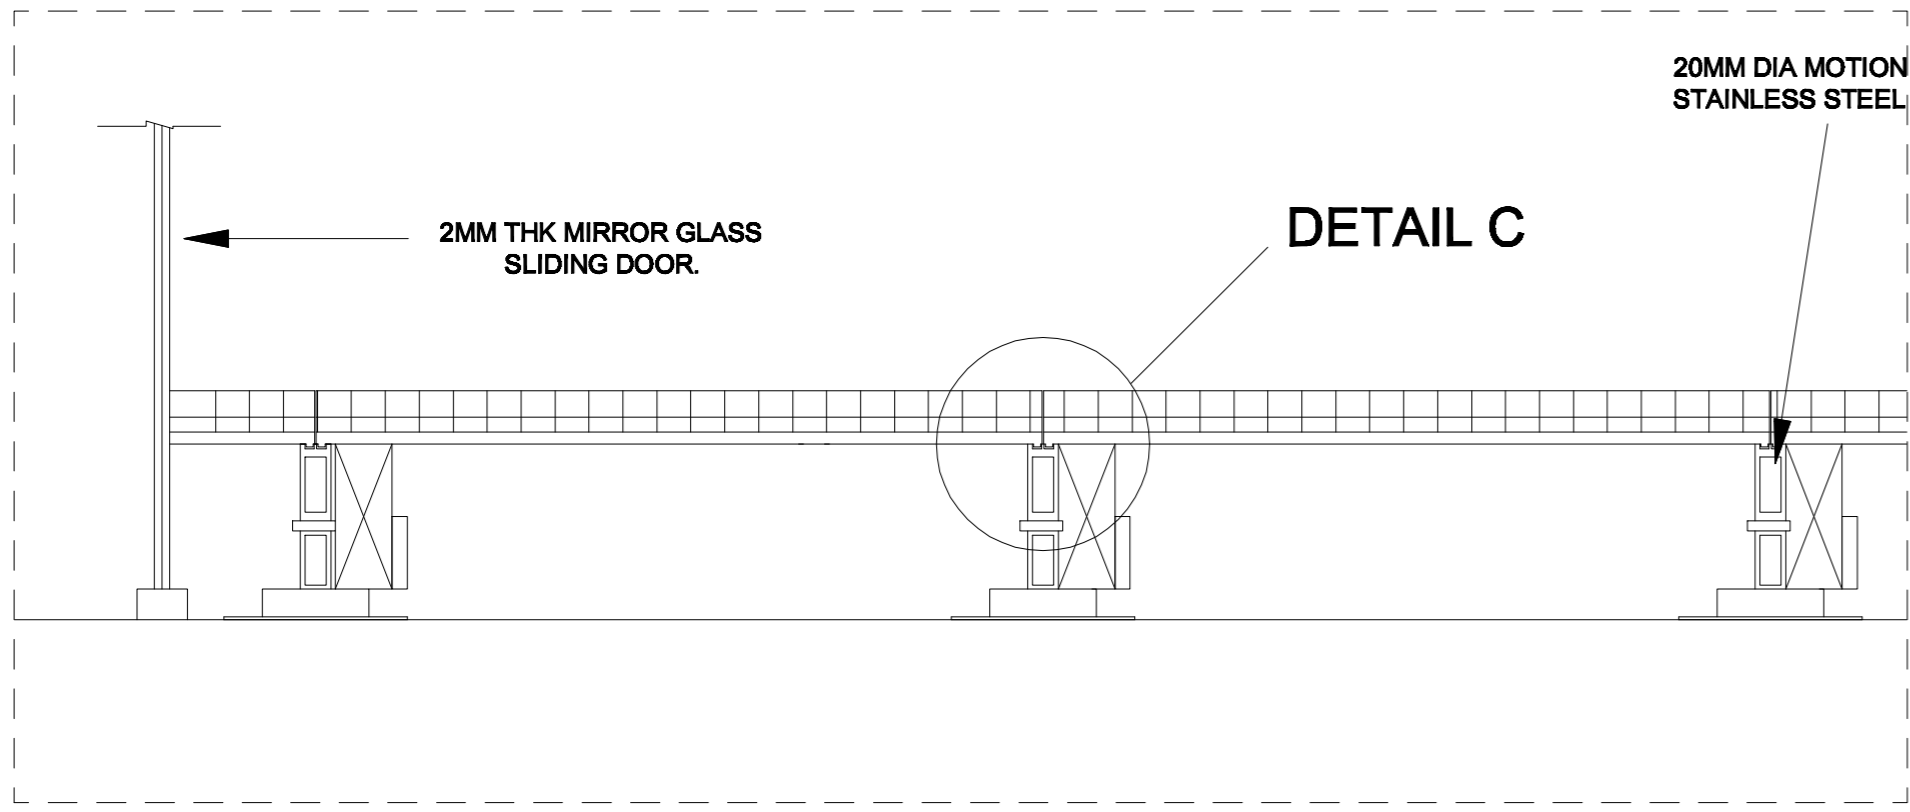 20MM DIA MOTION
STAINLESS STEEL
DETAIL C
2MM THK MIRROR GLASS
SLIDING DOOR.